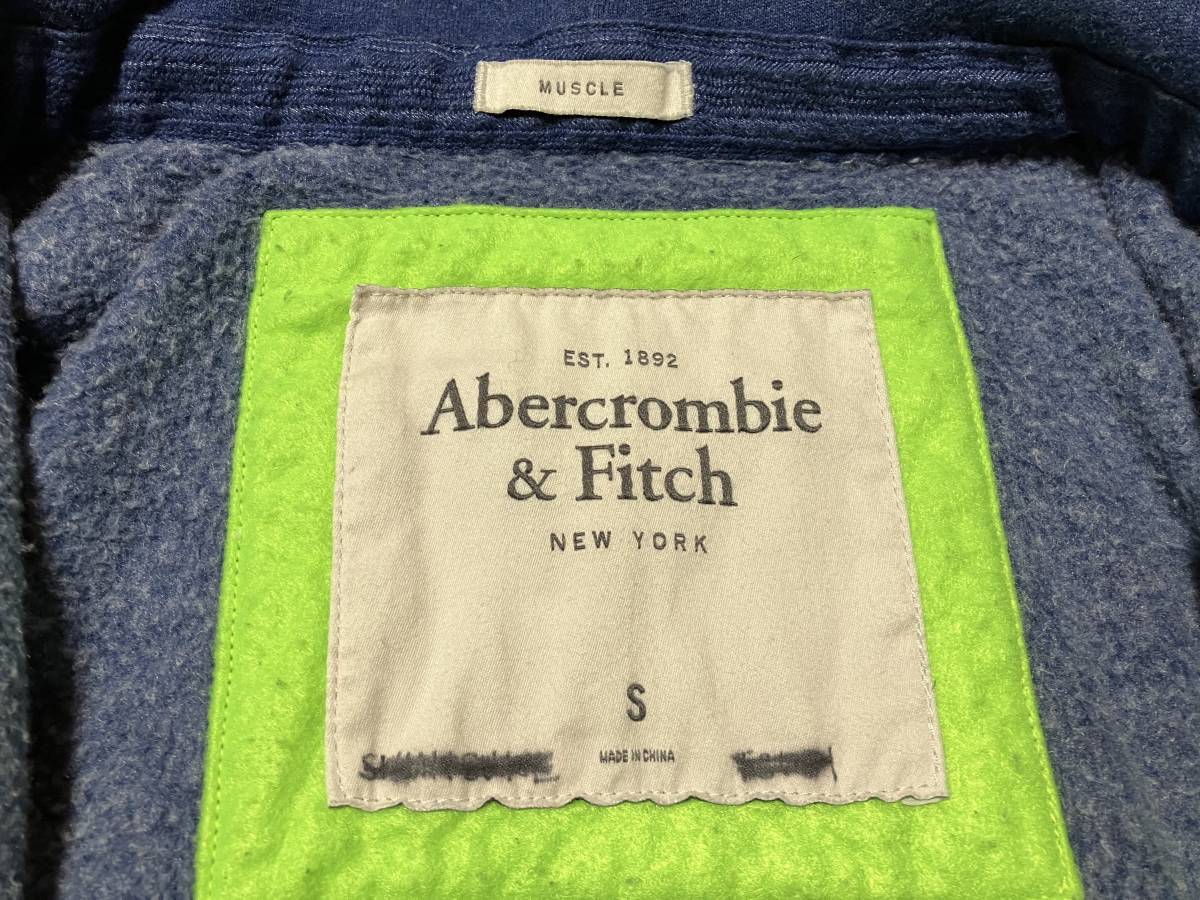 MUSCLE
EST. 1892
Abercrombie
& Fitch
NEW YORK
S
MADE IN CHINA